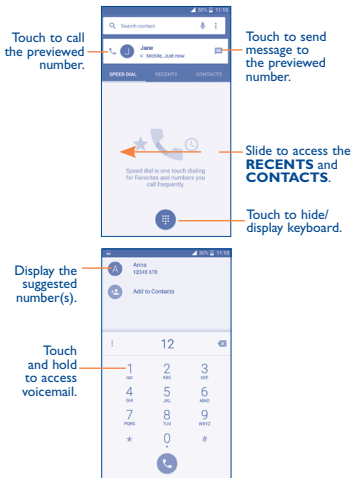 30% 11:10
Search contact
Touch to call
the previewed
number.
J
Jane
Mobile, Just now
Touch to send
message to
the previewed
number.
SPEED DIAL RECENTS CONTACTS
Speed dial is one touch dialing
for Favorites and numbers you
call frequently.
Slide to access the
RECENTS and
CONTACTS.
Touch to hide/
display keyboard.
30% 11:10
Display the
suggested
number(s).
A
Anna
12345 678
Add to Contacts
12
Touch
and hold
to access
voicemail.
1 2 3
ABC DEF
4 5 6
GHI JKL MNO
7 8 9
PQRS TUV WXYZ
* 0 #
+